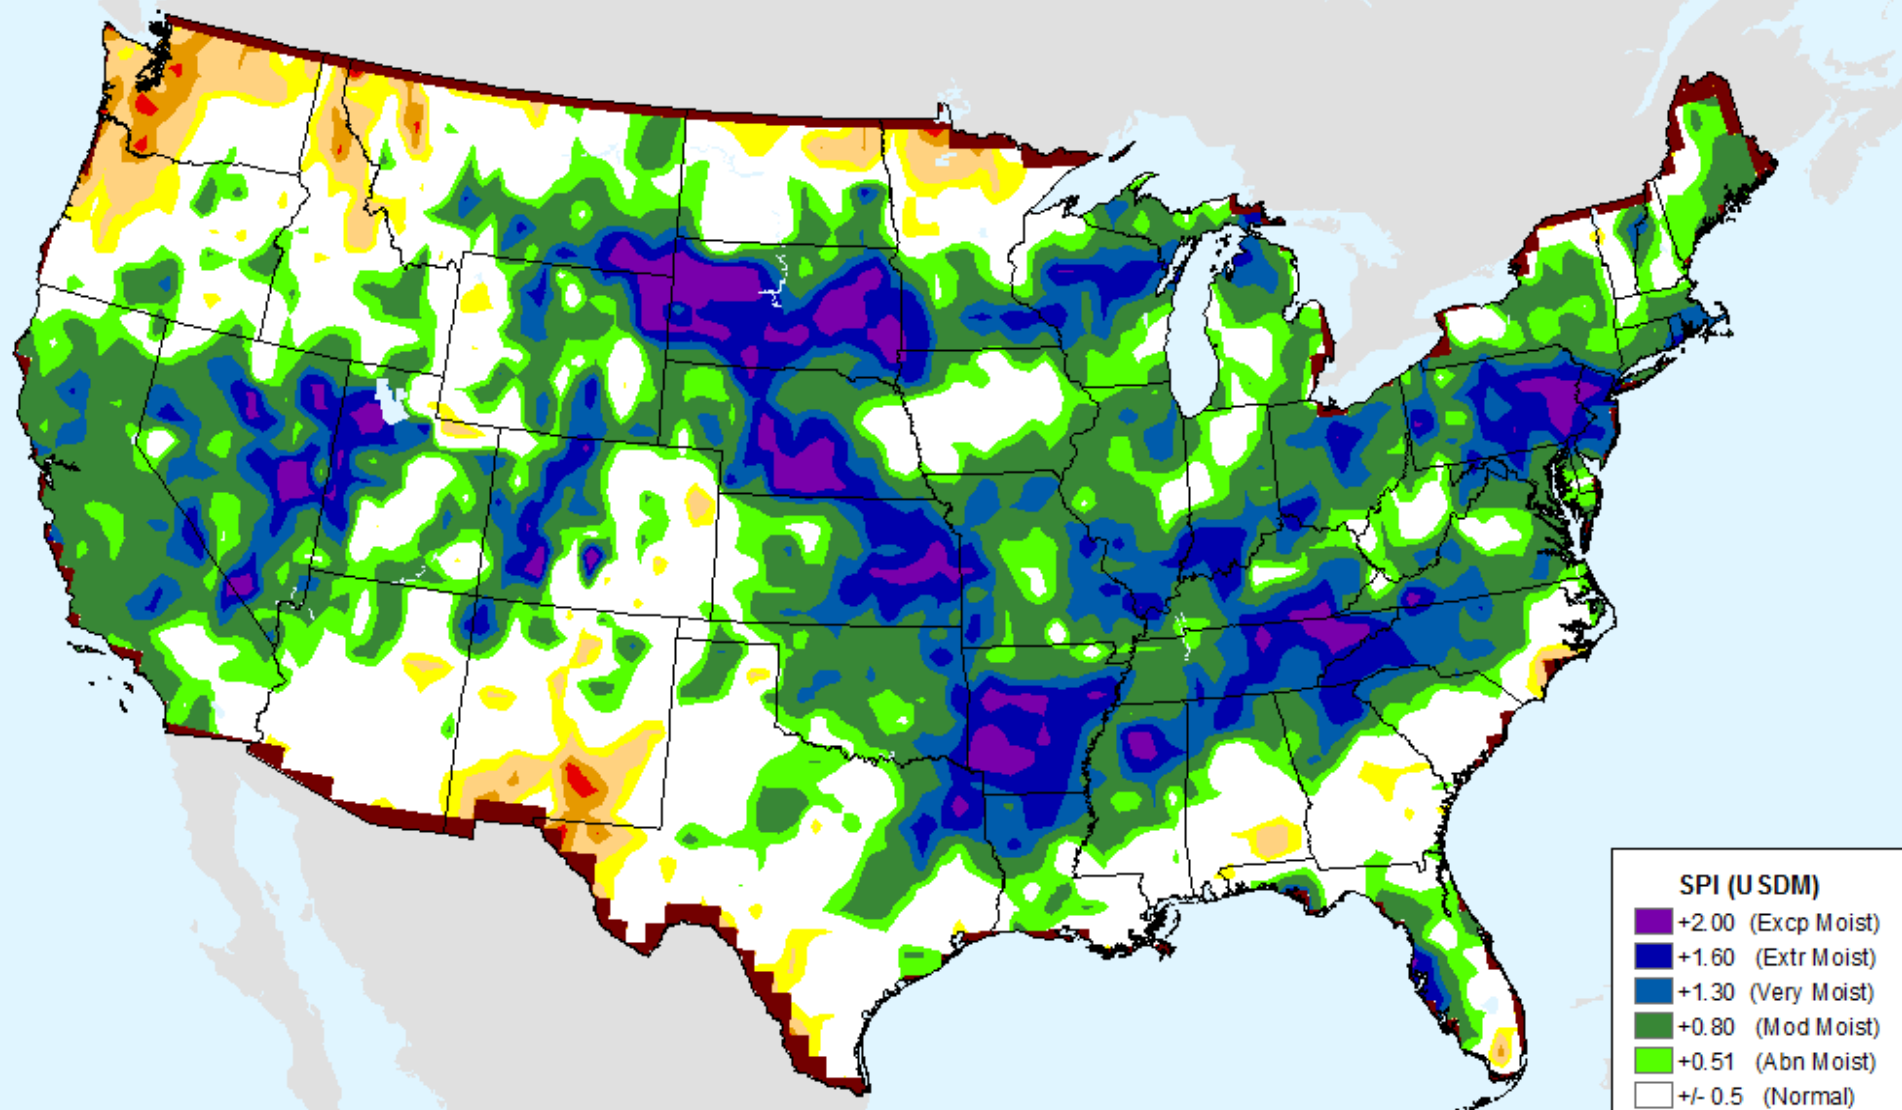 SPI (USDM)
+2.00 (Excp Moist)
+1.60 (Extr Moist)
+1.30 (Very Moist)
+0.80 (Mod Moist)
+0.51 (Abn Moist)
+/- 0.5 (Normal)